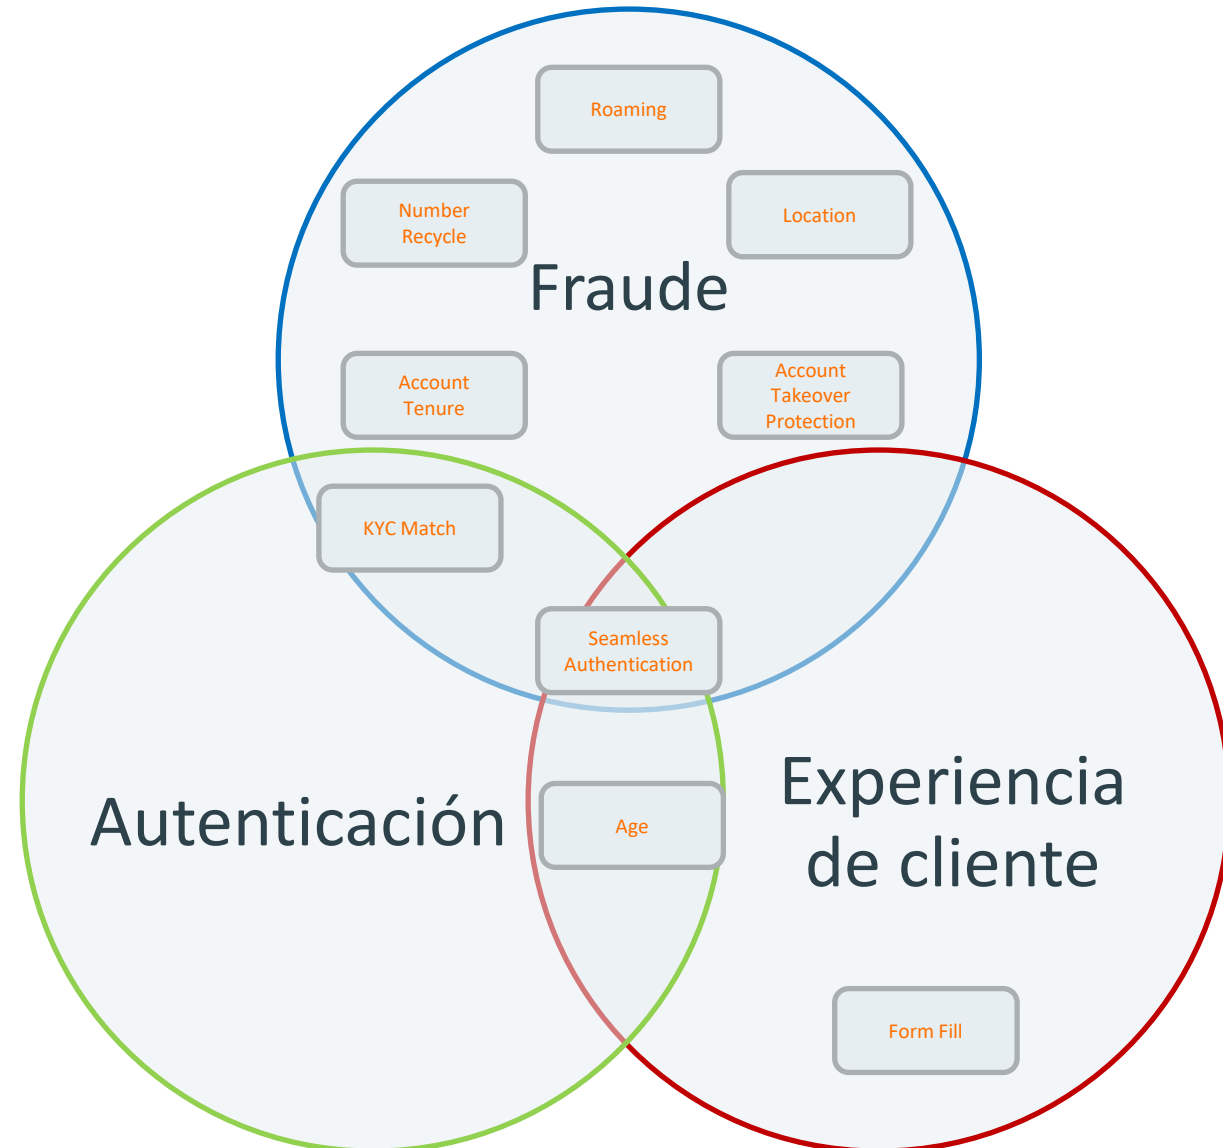 Roaming
Number
Recycle
Location
Fraude
Account
Tenure
Account
Takeover
Protection
KYC Match
Seamless
Authentication
Autenticación
Age
Experiencia
de cliente
Form Fill